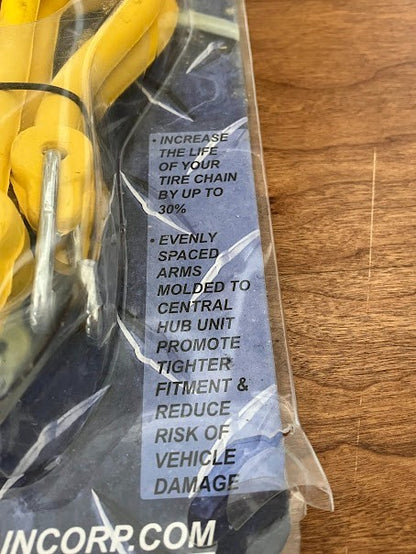 • INCREASE
THE LIFE
OF YOUR
TIRE CHAIN
BY UP TO
30%
• EVENLY
SPACED
ARMS
MOLDED TO
CENTRAL
HUB UNIT
PROMOTE
TIGHTER
FITMENT &
REDUCE
RISK OF
VEHICLE
DAMAGE
INCORP.COM